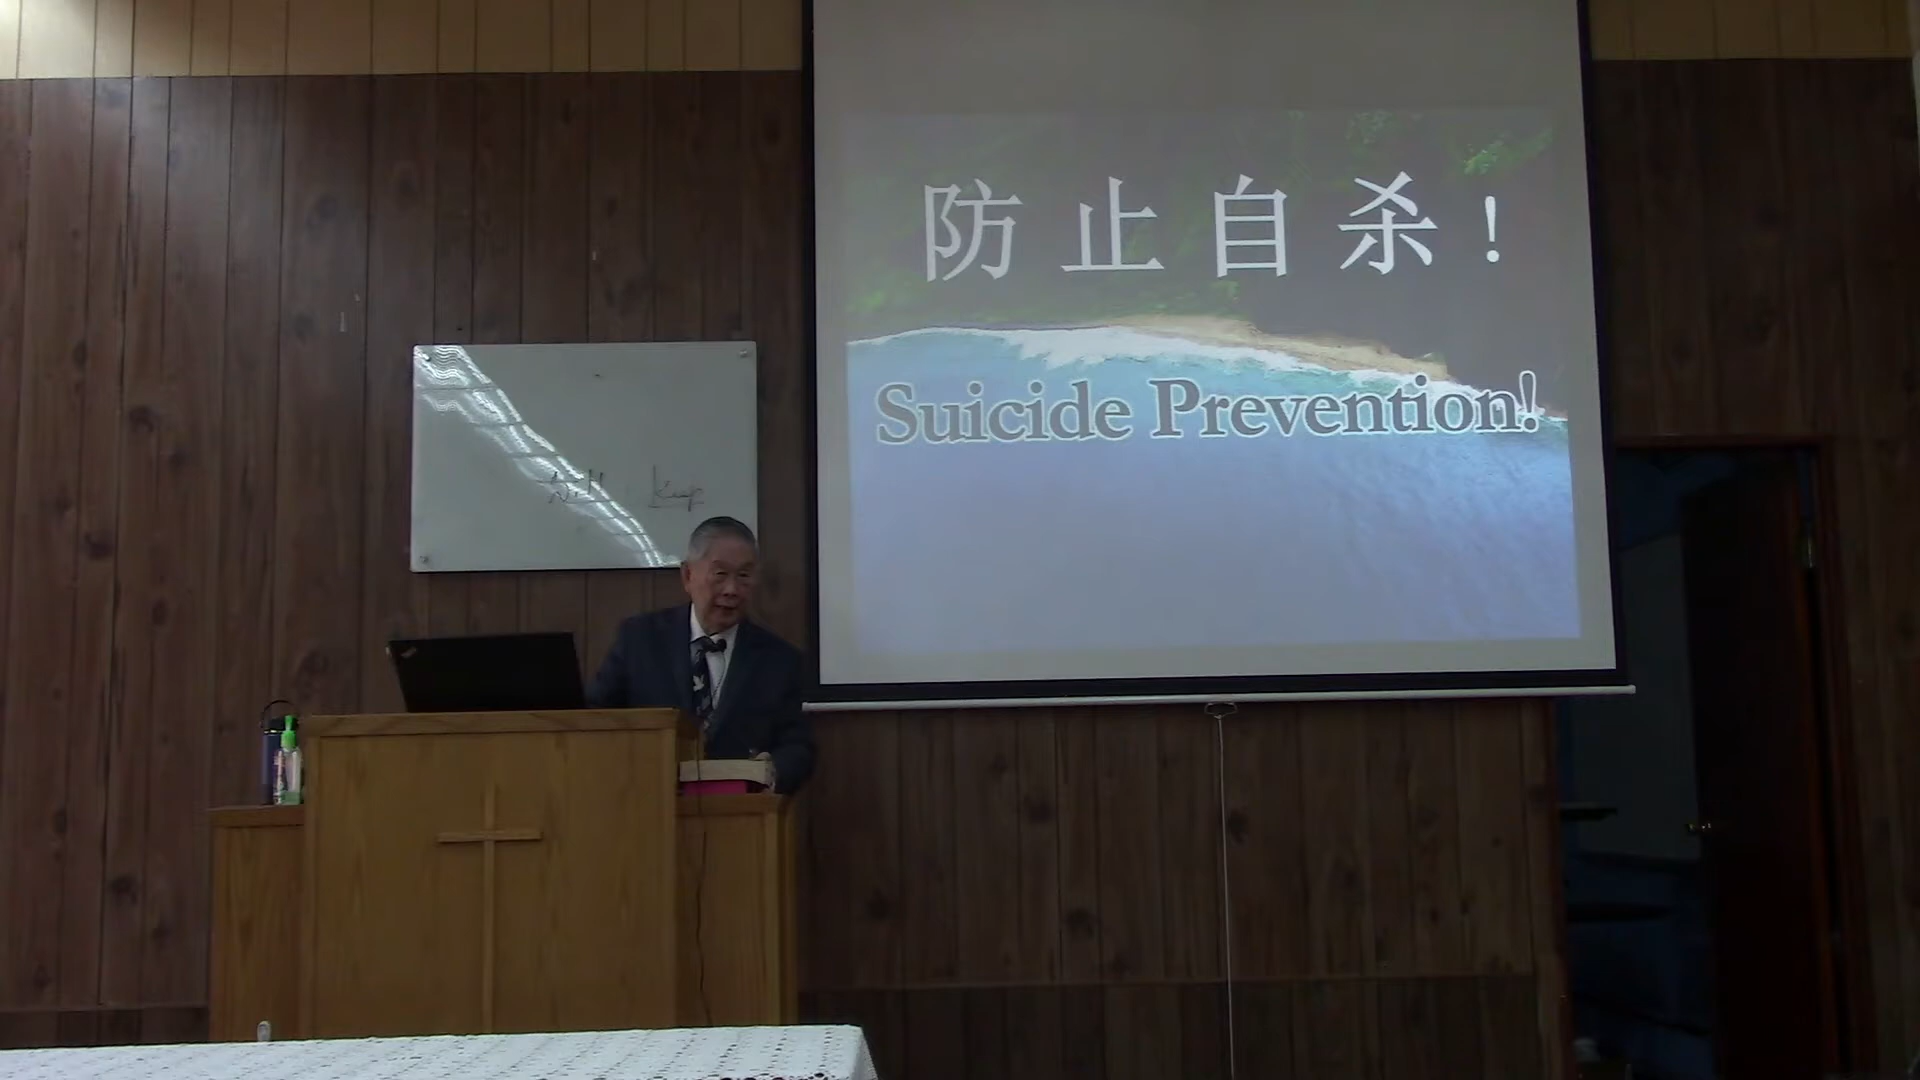 防止自杀!
Suicide Prevention!